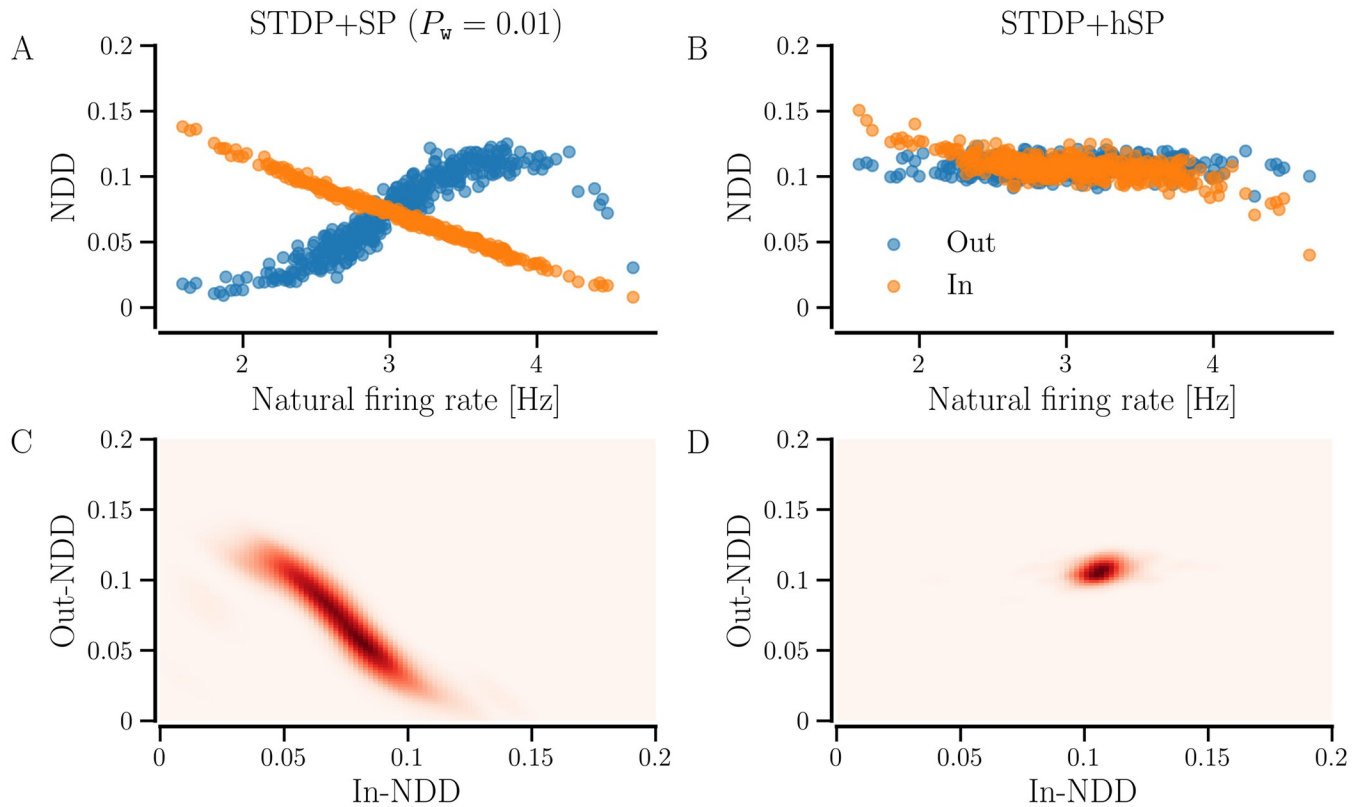 A
STDP+SP (P_w = 0.01)
0.2
0.15
0.1
0.05
0
NDD
2
3
4
Natural firing rate [Hz]
B
STDP+hSP
0.2
0.15
0.1
0.05
0
NDD
Out
In
2
3
4
Natural firing rate [Hz]
C
0.2
0.15
0.1
0.05
0
Out-NDD
0
0.05
0.1
0.15
0.2
In-NDD
D
0.2
0.15
0.1
0.05
0
Out-NDD
0
0.05
0.1
0.15
0.2
In-NDD